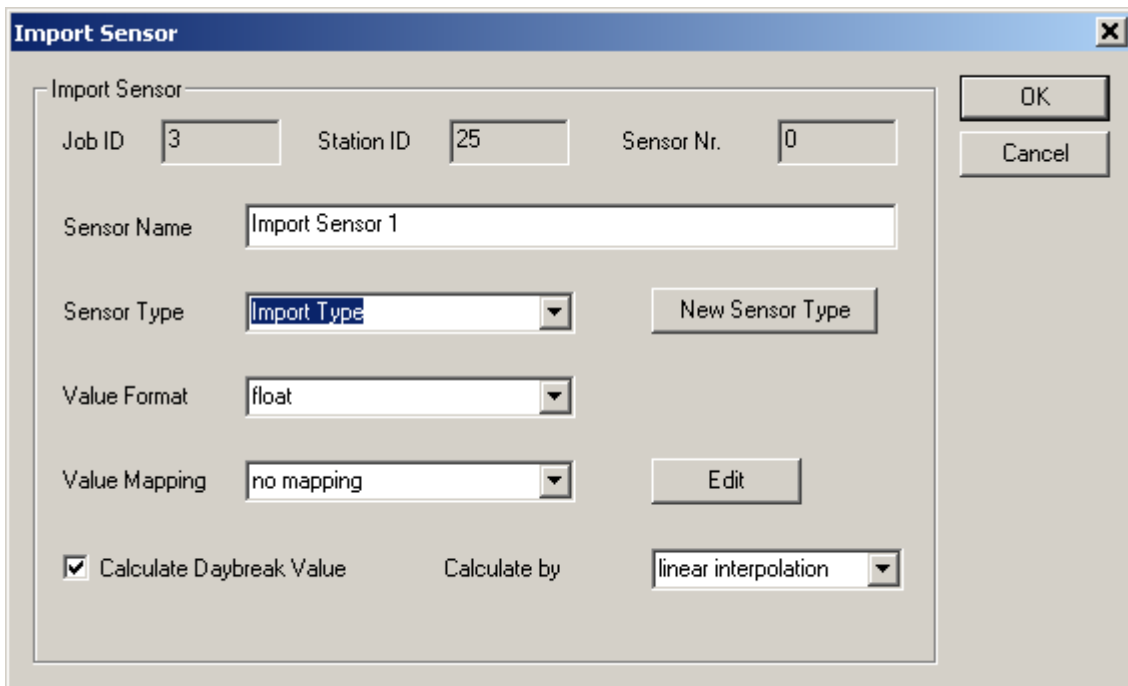 Import Sensor
Import Sensor
OK
Job ID 3 Station ID 25 Sensor Nr. 0
Cancel
Sensor Name Import Sensor 1
Sensor Type Import Type New Sensor Type
Value Format float
Value Mapping no mapping Edit
Calculate Daybreak Value Calculate by linear interpolation